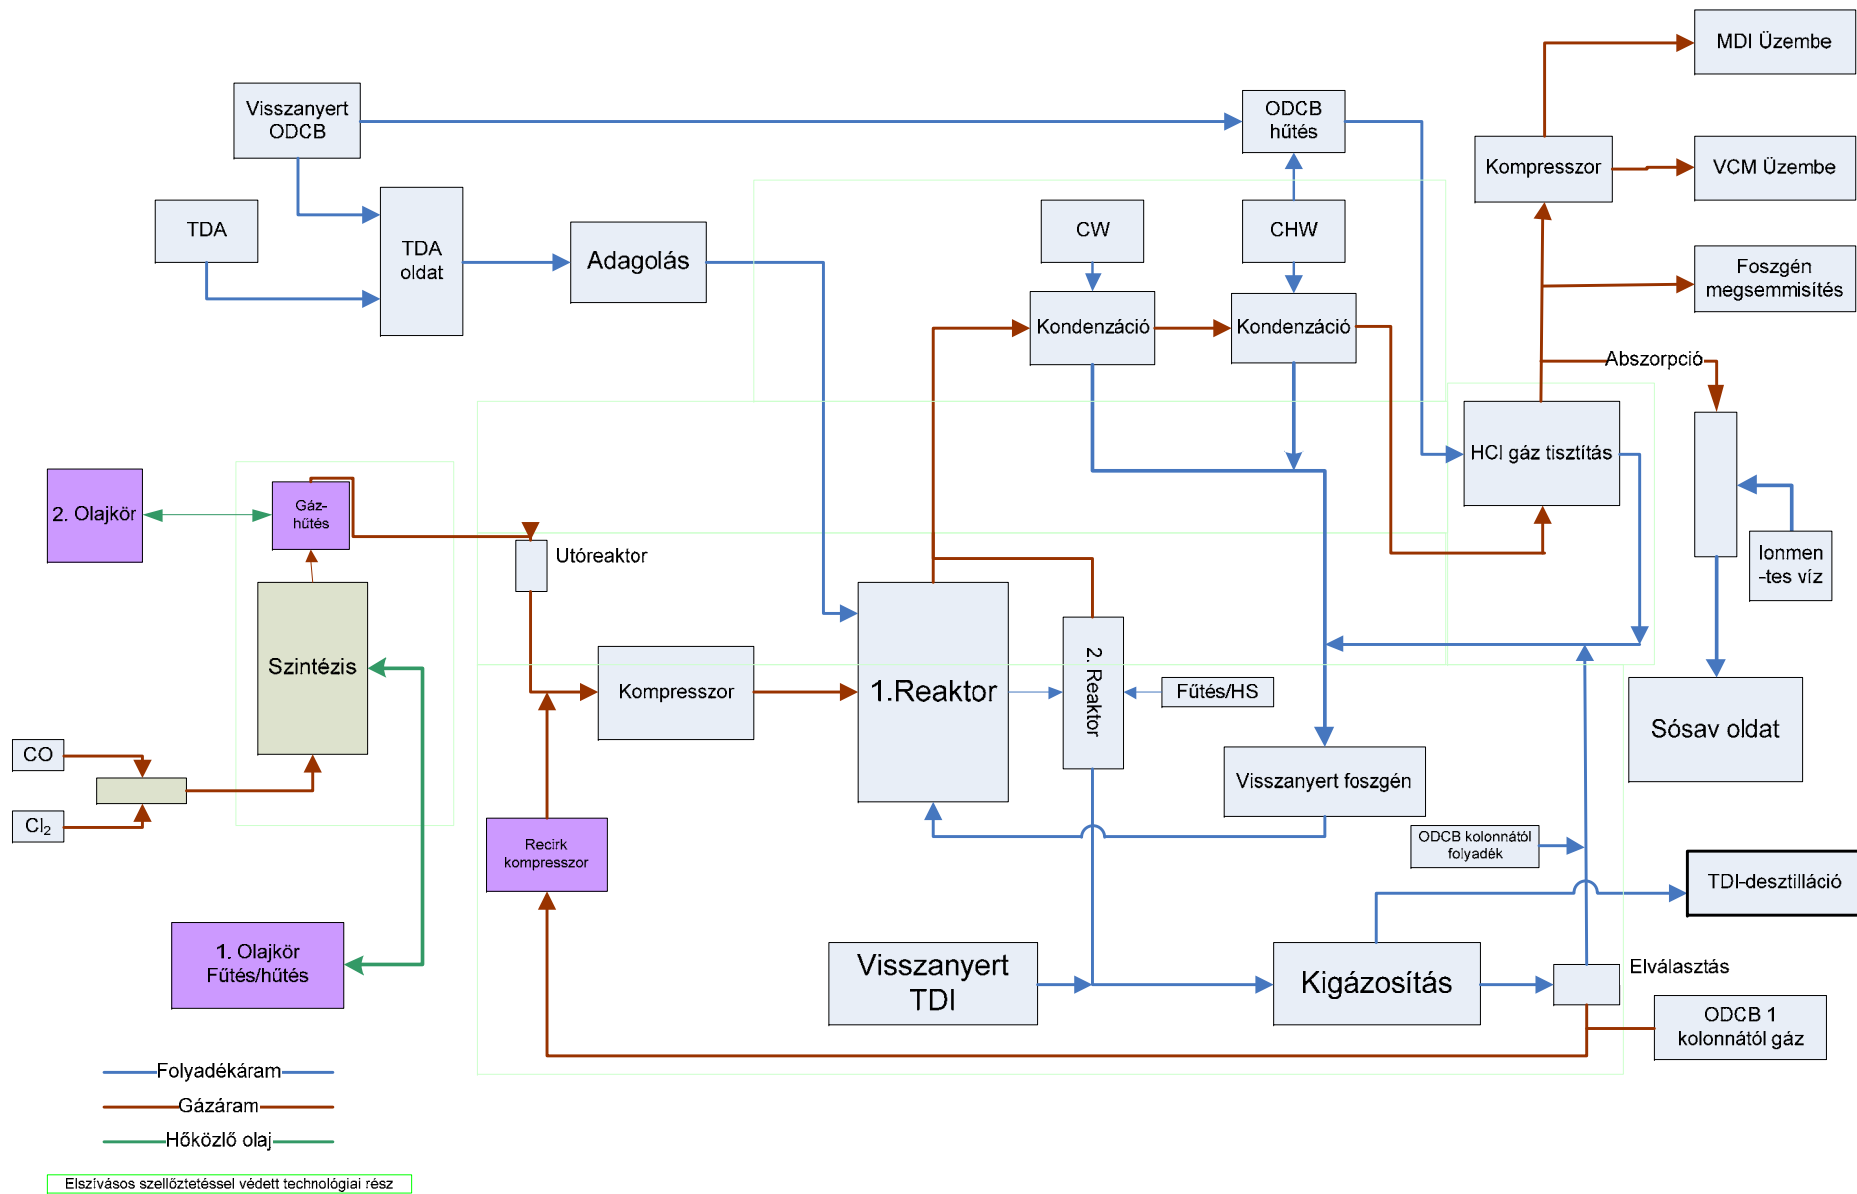 MDI Üzembe
Visszanyert
ODCB
ODCB
hűtés
Kompresszor
VCM Üzembe
TDA
TDA
oldat
Adagolás
CW
CHW
Foszgén
megsemmisítés
Kondenzáció
Kondenzáció
Abszorpció
HCl gáz tisztítás
2. Olajkör
Gáz-
hűtés
Utóreaktor
Ionmen
-tes víz
Szintézis
Kompresszor
1.Reaktor
2. Reaktor
Fűtés/HS
Sósav oldat
CO
Cl₂
Visszanyert foszgén
Recirk
kompresszor
ODCB kolonnától
folyadék
TDI-desztilláció
1. Olajkör
Fűtés/hűtés
Visszanyert
TDI
Kigázosítás
Elválasztás
ODCB 1
kolonnától gáz
Folyadékáram
Gázáram
Hőközlő olaj
Elszívásos szellőztetéssel védett technológiai rész